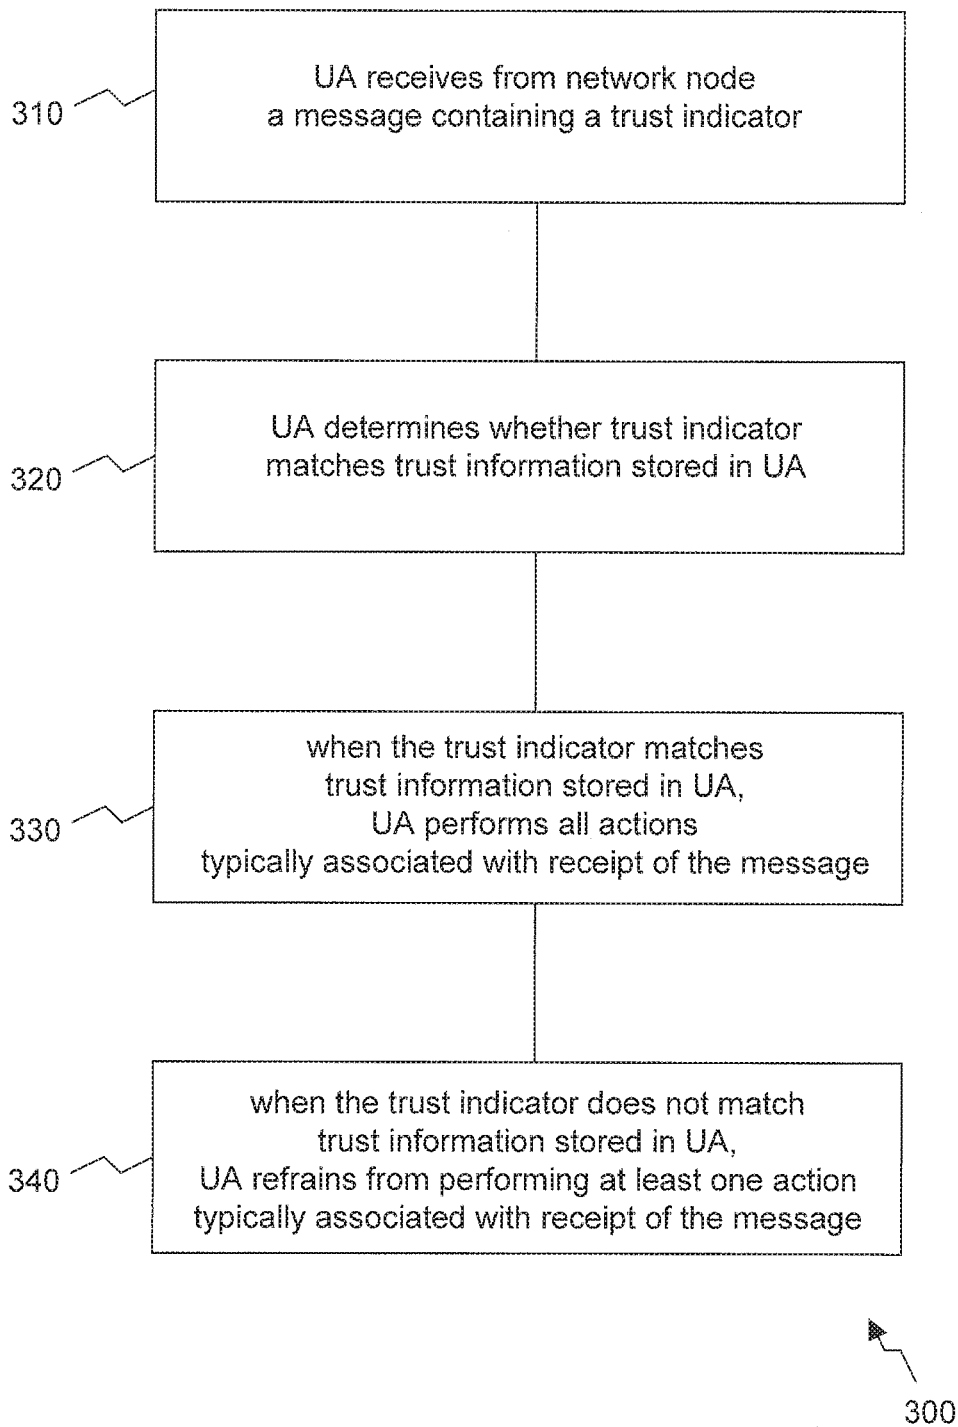 UA receives from network node
a message containing a trust indicator
310
UA determines whether trust indicator
matches trust information stored in UA
320
when the trust indicator matches
trust information stored in UA,
UA performs all actions
typically associated with receipt of the message
330
when the trust indicator does not match
trust information stored in UA,
UA refrains from performing at least one action
typically associated with receipt of the message
340
300